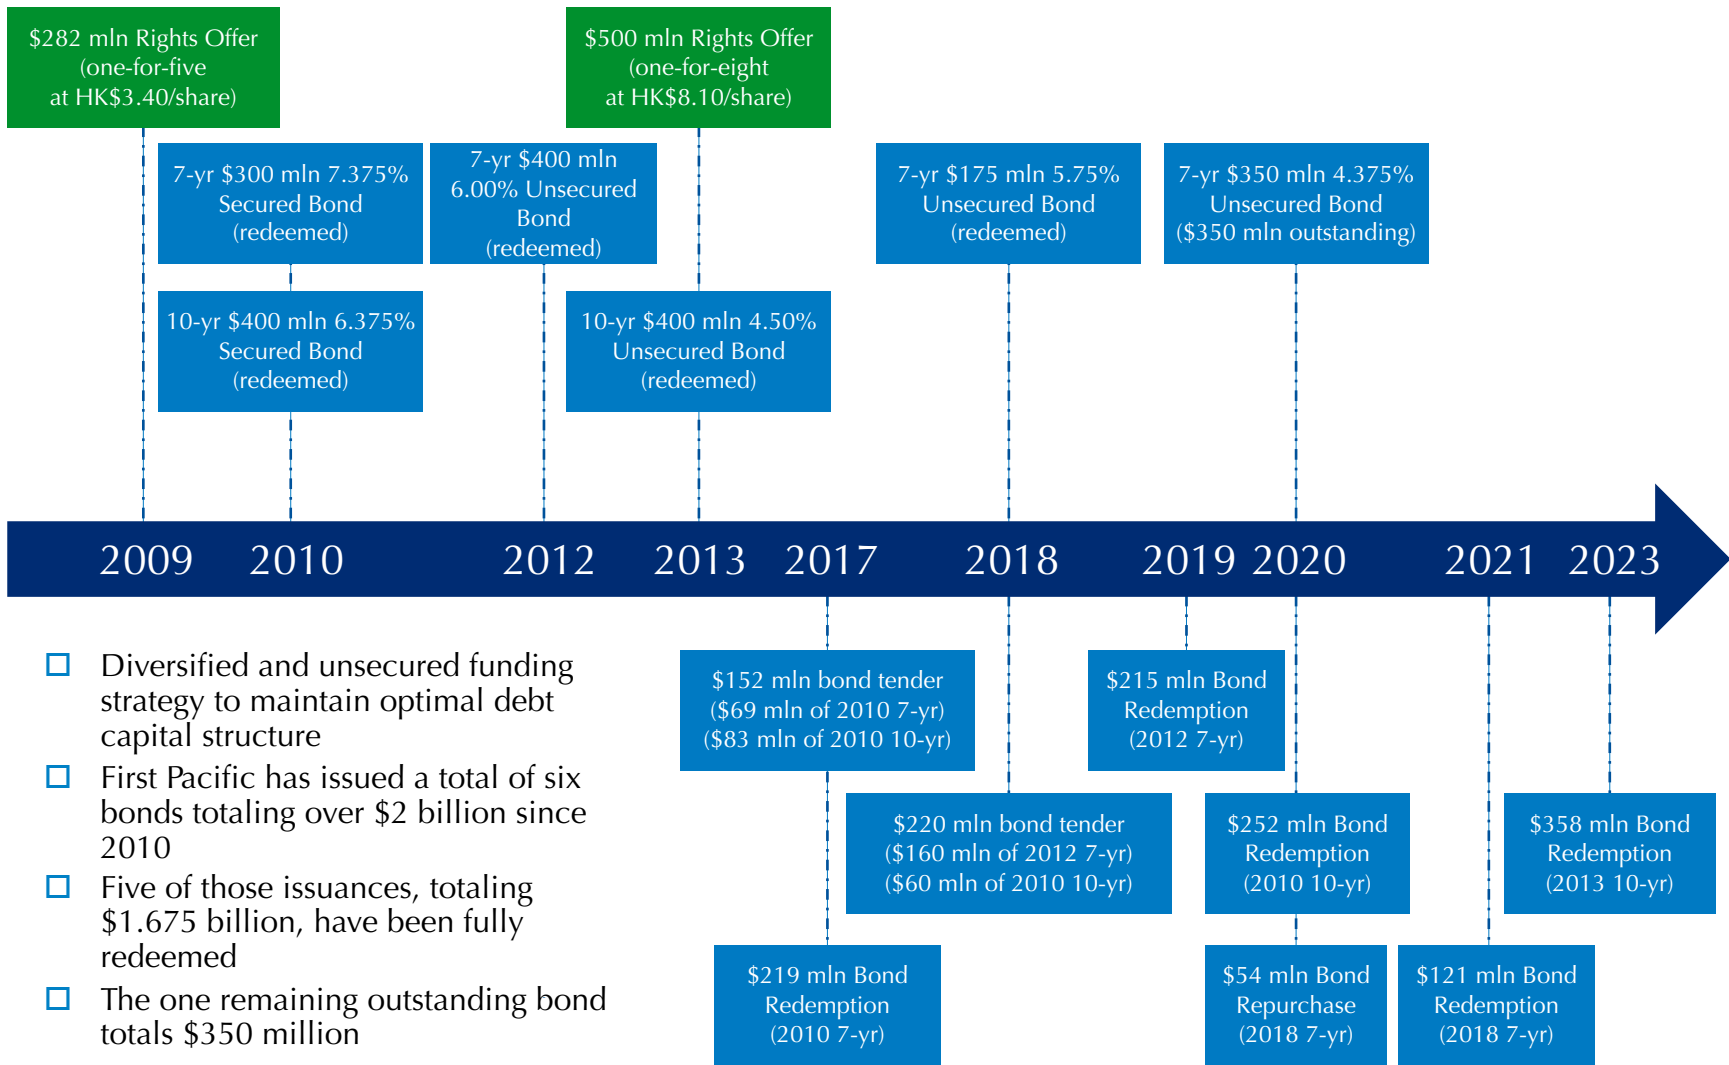 $282 mln Rights Offer
(one-for-five
at HK$3.40/share)
$500 mln Rights Offer
(one-for-eight
at HK$8.10/share)
7-yr $300 mln 7.375%
Secured Bond
(redeemed)
7-yr $400 mln
6.00% Unsecured
Bond
(redeemed)
7-yr $175 mln 5.75%
Unsecured Bond
(redeemed)
7-yr $350 mln 4.375%
Unsecured Bond
($350 mln outstanding)
10-yr $400 mln 6.375%
Secured Bond
(redeemed)
10-yr $400 mln 4.50%
Unsecured Bond
(redeemed)
2009 2010 2012 2013 2017 2018 2019 2020 2021 2023
Diversified and unsecured funding
strategy to maintain optimal debt
capital structure
First Pacific has issued a total of six
bonds totaling over $2 billion since
2010
Five of those issuances, totaling
$1.675 billion, have been fully
redeemed
The one remaining outstanding bond
totals $350 million
$152 mln bond tender
($69 mln of 2010 7-yr)
($83 mln of 2010 10-yr)
$215 mln Bond
Redemption
(2012 7-yr)
$220 mln bond tender
($160 mln of 2012 7-yr)
($60 mln of 2010 10-yr)
$252 mln Bond
Redemption
(2010 10-yr)
$358 mln Bond
Redemption
(2013 10-yr)
$219 mln Bond
Redemption
(2010 7-yr)
$54 mln Bond
Repurchase
(2018 7-yr)
$121 mln Bond
Redemption
(2018 7-yr)